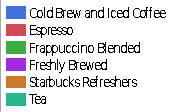 Cold Brew and Iced Coffee
Espresso
Frappuccino Blended
Freshly Brewed
Starbucks Refreshers
Tea